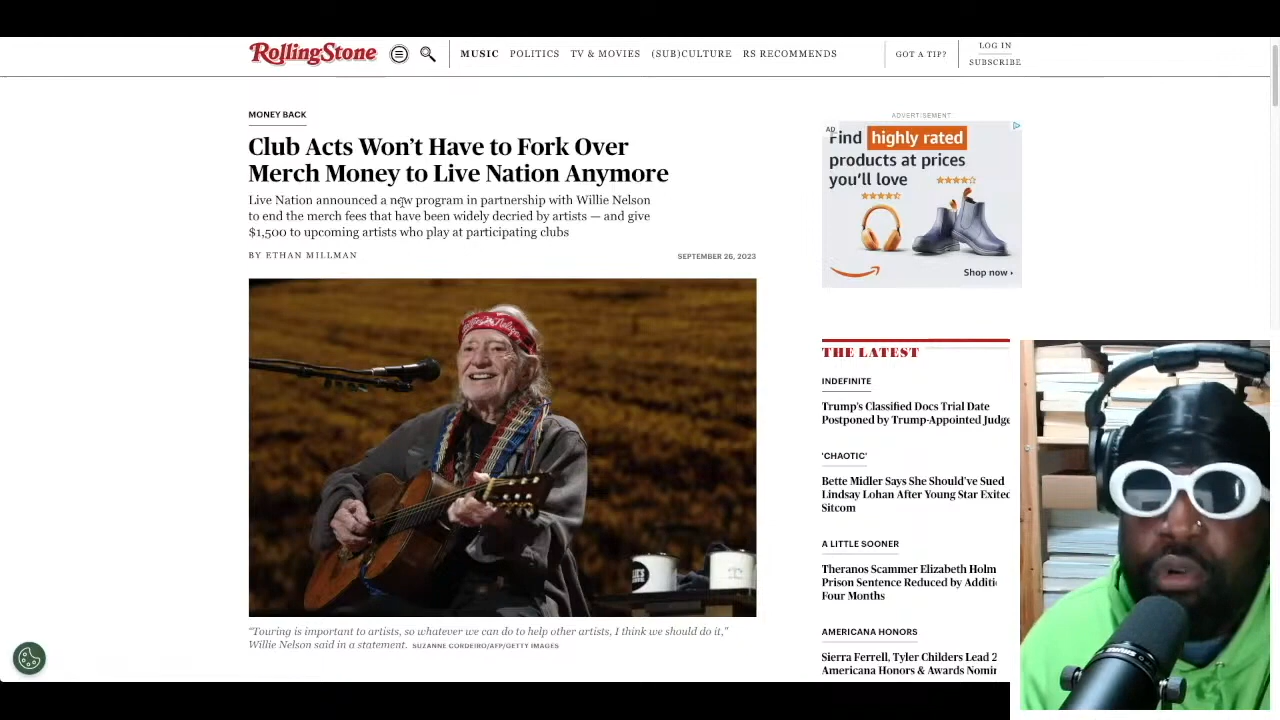 RollingStone
MUSIC POLITICS TV & MOVIES (SUB)CULTURE RS RECOMMENDS
GOT A TIP?
LOG IN
SUBSCRIBE
MONEY BACK
Club Acts Won't Have to Fork Over
Merch Money to Live Nation Anymore
Live Nation announced a new program in partnership with Willie Nelson
to end the merch fees that have been widely decried by artists — and give
$1,500 to upcoming artists who play at participating clubs
BY ETHAN MILLMAN
SEPTEMBER 26, 2023
"Touring is important to artists, so whatever we can do to help other artists, I think we should do it,"
Willie Nelson said in a statement. SUZANNE CORDEIRO/AFP/GETTY IMAGES
ADVERTISEMENT
AD
Find highly rated
products at prices
you'll love
Shop now ›
THE LATEST
INDEFINITE
Trump's Classified Docs Trial Date
Postponed by Trump-Appointed Judge
'CHAOTIC'
Bette Midler Says She Should've Sued
Lindsay Lohan After Young Star Exited
Sitcom
A LITTLE SOONER
Theranos Scammer Elizabeth Holm
Prison Sentence Reduced by Additi
Four Months
AMERICANA HONORS
Sierra Ferrell, Tyler Childers Lead 2
Americana Honors & Awards Nomin